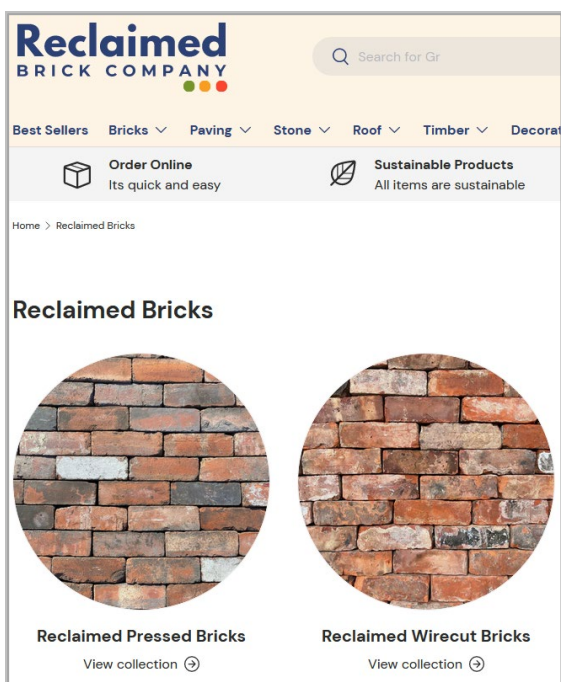 Reclaimed
BRICK COMPANY
Search for Gr
Best Sellers Bricks Paving Stone Roof Timber Decorat
Order Online
Its quick and easy
Sustainable Products
All items are sustainable
Home > Reclaimed Bricks
Reclaimed Bricks
Reclaimed Pressed Bricks
View collection
Reclaimed Wirecut Bricks
View collection